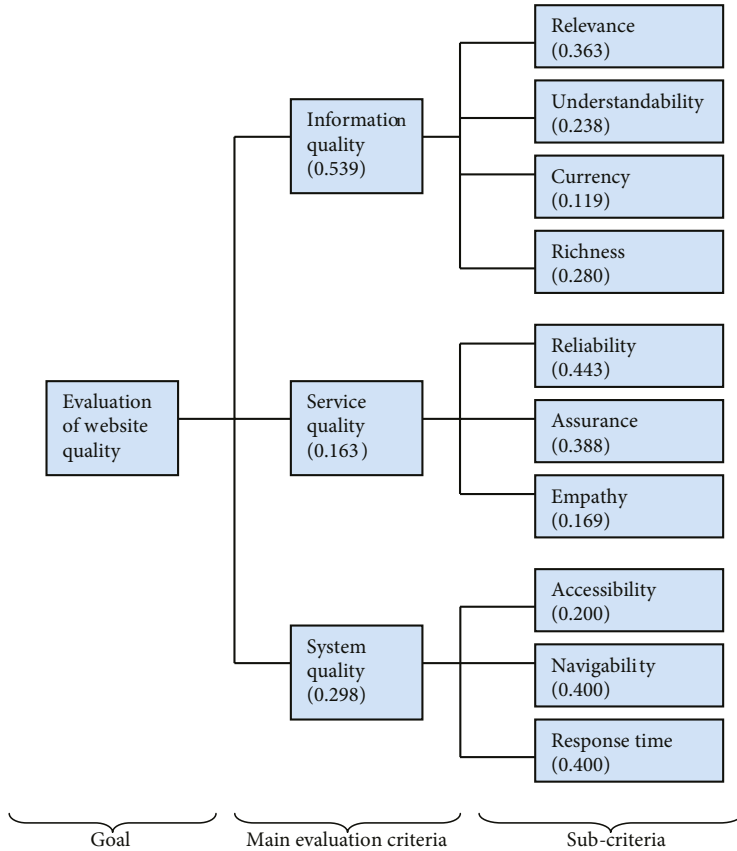 Evaluation
of website
quality
Information
quality
(0.539)
Service
quality
(0.163)
System
quality
(0.298)
Relevance
(0.363)
Understandability
(0.238)
Currency
(0.119)
Richness
(0.280)
Reliability
(0.443)
Assurance
(0.388)
Empathy
(0.169)
Accessibility
(0.200)
Navigability
(0.400)
Response time
(0.400)
Goal
Main evaluation criteria
Sub-criteria